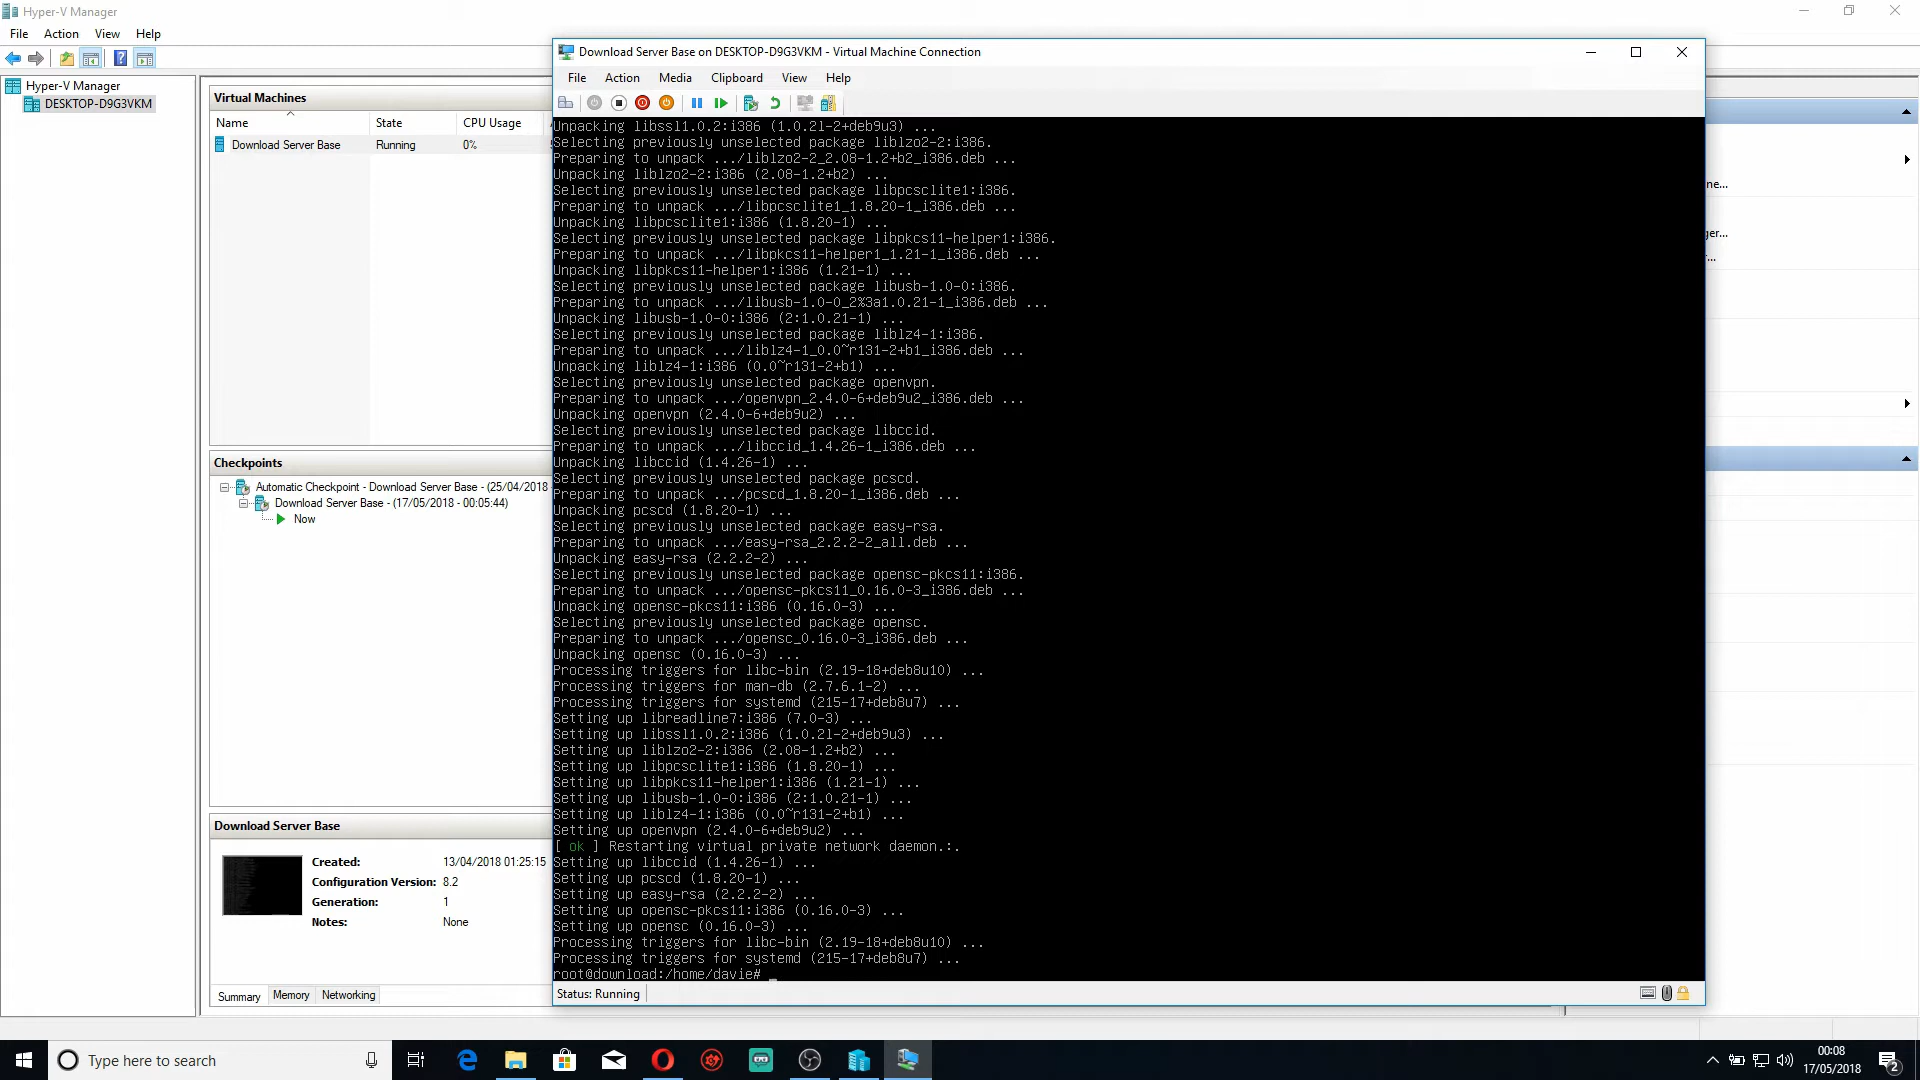 Hyper-V Manager
File Action View Help
Hyper-V Manager
DESKTOP-D9G3VKM
Virtual Machines
Name State CPU Usage
Download Server Base Running 0%
Checkpoints
Automatic Checkpoint - Download Server Base - (25/04/2018
Download Server Base - (17/05/2018 - 00:05:44)
Now
Download Server Base
Created: 13/04/2018 01:25:15
Configuration Version: 8.2
Generation: 1
Notes: None
Summary Memory Networking
Download Server Base on DESKTOP-D9G3VKM - Virtual Machine Connection
File Action Media Clipboard View Help
Unpacking libssl1.0.2:i386 (1.0.2l-2+deb9u3) ...
Selecting previously unselected package liblzo2-2:i386.
Preparing to unpack .../liblzo2-2_2.08-1.2+b2_i386.deb ...
Unpacking liblzo2-2:i386 (2.08-1.2+b2) ...
Selecting previously unselected package libpcsclite1:i386.
Preparing to unpack .../libpcsclite1_1.8.20-1_i386.deb ...
Unpacking libpcsclite1:i386 (1.8.20-1) ...
Selecting previously unselected package libpkcs11-helper1:i386.
Preparing to unpack .../libpkcs11-helper1_1.21-1_i386.deb ...
Unpacking libpkcs11-helper1:i386 (1.21-1) ...
Selecting previously unselected package libusb-1.0-0:i386.
Preparing to unpack .../libusb-1.0-0_2%3a1.0.21-1_i386.deb ...
Unpacking libusb-1.0-0:i386 (2:1.0.21-1) ...
Selecting previously unselected package liblz4-1:i386.
Preparing to unpack .../liblz4-1_0.0~r131-2+b1_i386.deb ...
Unpacking liblz4-1:i386 (0.0~r131-2+b1) ...
Selecting previously unselected package openvpn.
Preparing to unpack .../openvpn_2.4.0-6+deb9u2_i386.deb ...
Unpacking openvpn (2.4.0-6+deb9u2) ...
Selecting previously unselected package libccid.
Preparing to unpack .../libccid_1.4.26-1_i386.deb ...
Unpacking libccid (1.4.26-1) ...
Selecting previously unselected package pcscd.
Preparing to unpack .../pcscd_1.8.20-1_i386.deb ...
Unpacking pcscd (1.8.20-1) ...
Selecting previously unselected package easy-rsa.
Preparing to unpack .../easy-rsa_2.2.2-2_all.deb ...
Unpacking easy-rsa (2.2.2-2) ...
Selecting previously unselected package opensc-pkcs11:i386.
Preparing to unpack .../opensc-pkcs11_0.16.0-3_i386.deb ...
Unpacking opensc-pkcs11:i386 (0.16.0-3) ...
Selecting previously unselected package opensc.
Preparing to unpack .../opensc_0.16.0-3_i386.deb ...
Unpacking opensc (0.16.0-3) ...
Processing triggers for libc-bin (2.19-18+deb8u10) ...
Processing triggers for man-db (2.7.6.1-2) ...
Processing triggers for systemd (215-17+deb8u7) ...
Setting up libreadline7:i386 (7.0-3) ...
Setting up libssl1.0.2:i386 (1.0.2l-2+deb9u3) ...
Setting up liblzo2-2:i386 (2.08-1.2+b2) ...
Setting up libpcsclite1:i386 (1.8.20-1) ...
Setting up libpkcs11-helper1:i386 (1.21-1) ...
Setting up libusb-1.0-0:i386 (2:1.0.21-1) ...
Setting up liblz4-1:i386 (0.0~r131-2+b1) ...
Setting up openvpn (2.4.0-6+deb9u2) ...
[ ok ] Restarting virtual private network daemon.:.
Setting up libccid (1.4.26-1) ...
Setting up pcscd (1.8.20-1) ...
Setting up easy-rsa (2.2.2-2) ...
Setting up opensc-pkcs11:i386 (0.16.0-3) ...
Setting up opensc (0.16.0-3) ...
Processing triggers for libc-bin (2.19-18+deb8u10) ...
Processing triggers for systemd (215-17+deb8u7) ...
root@download:/home/davie# _
Status: Running
ne...
ger...
...
Type here to search
00:08
17/05/2018
2